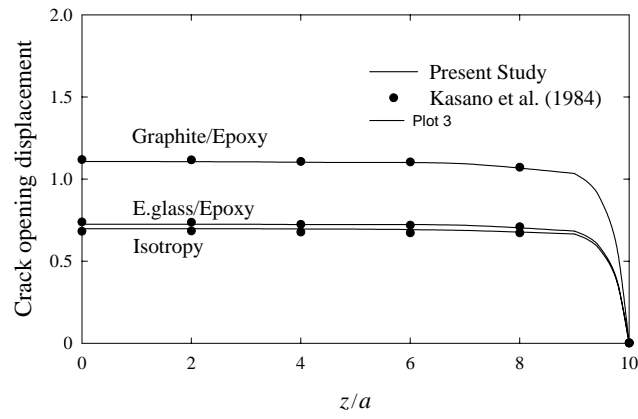 2.0
1.5
1.0
0.5
0
Crack opening displacement
Present Study
Kasano et al. (1984)
Plot 3
Graphite/Epoxy
E.glass/Epoxy
Isotropy
0 2 4 6 8 10
z/a